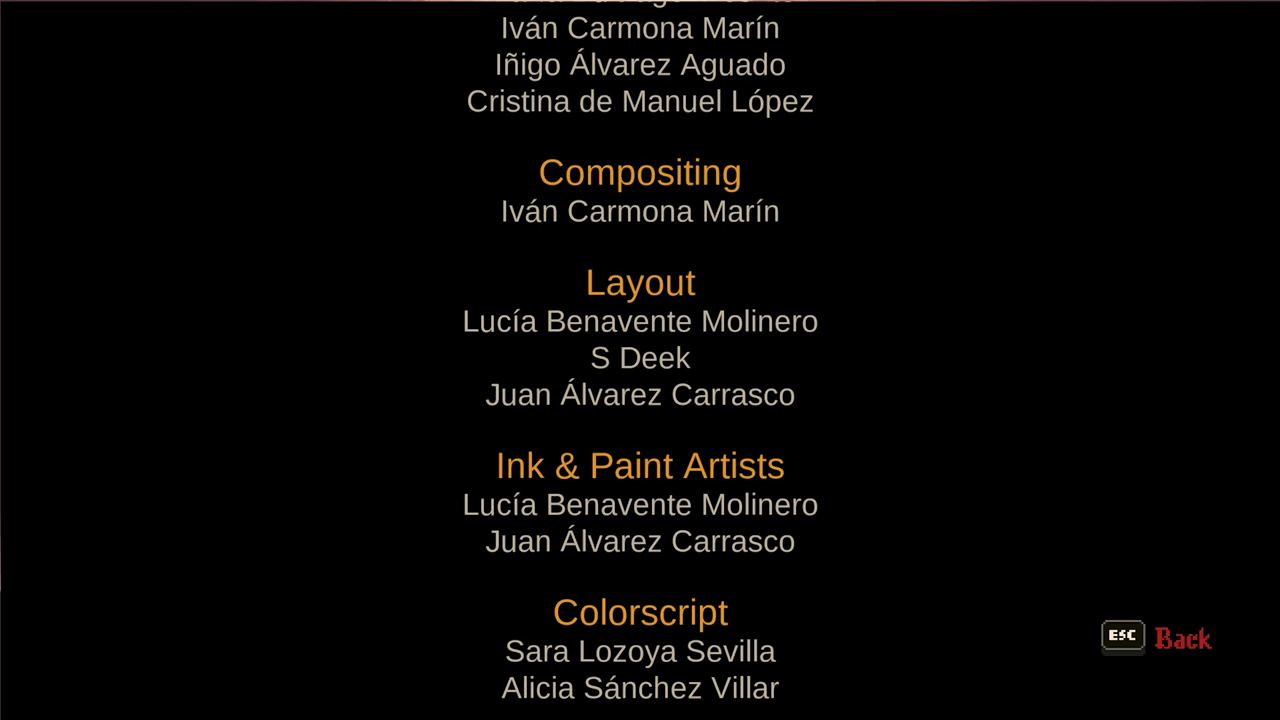 Iván Carmona Marín
Iñigo Álvarez Aguado
Cristina de Manuel López
Compositing
Iván Carmona Marín
Layout
Lucía Benavente Molinero
S Deek
Juan Álvarez Carrasco
Ink & Paint Artists
Lucía Benavente Molinero
Juan Álvarez Carrasco
Colorscript
ESC Back
Sara Lozoya Sevilla
Alicia Sánchez Villar